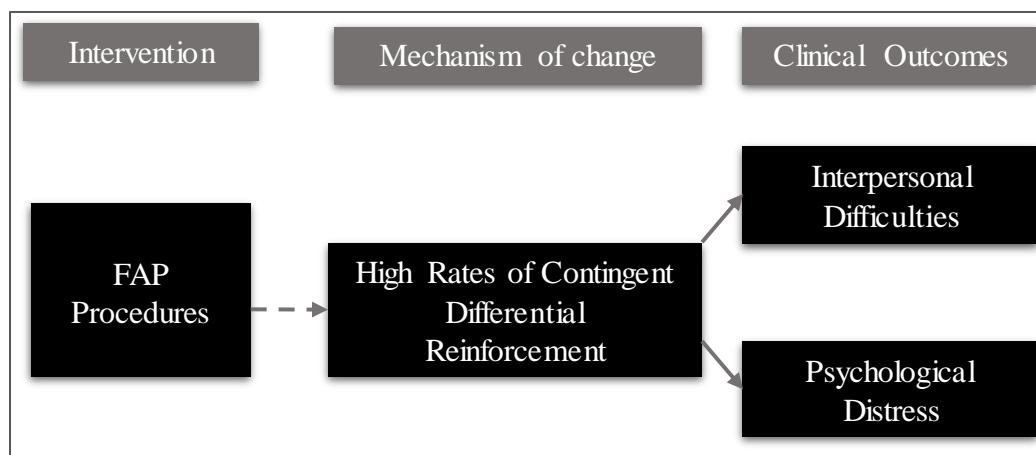 Intervention
Mechanism of change
Clinical Outcomes
FAP
Procedures
High Rates of Contingent
Differential
Reinforcement
Interpersonal
Difficulties
Psychological
Distress